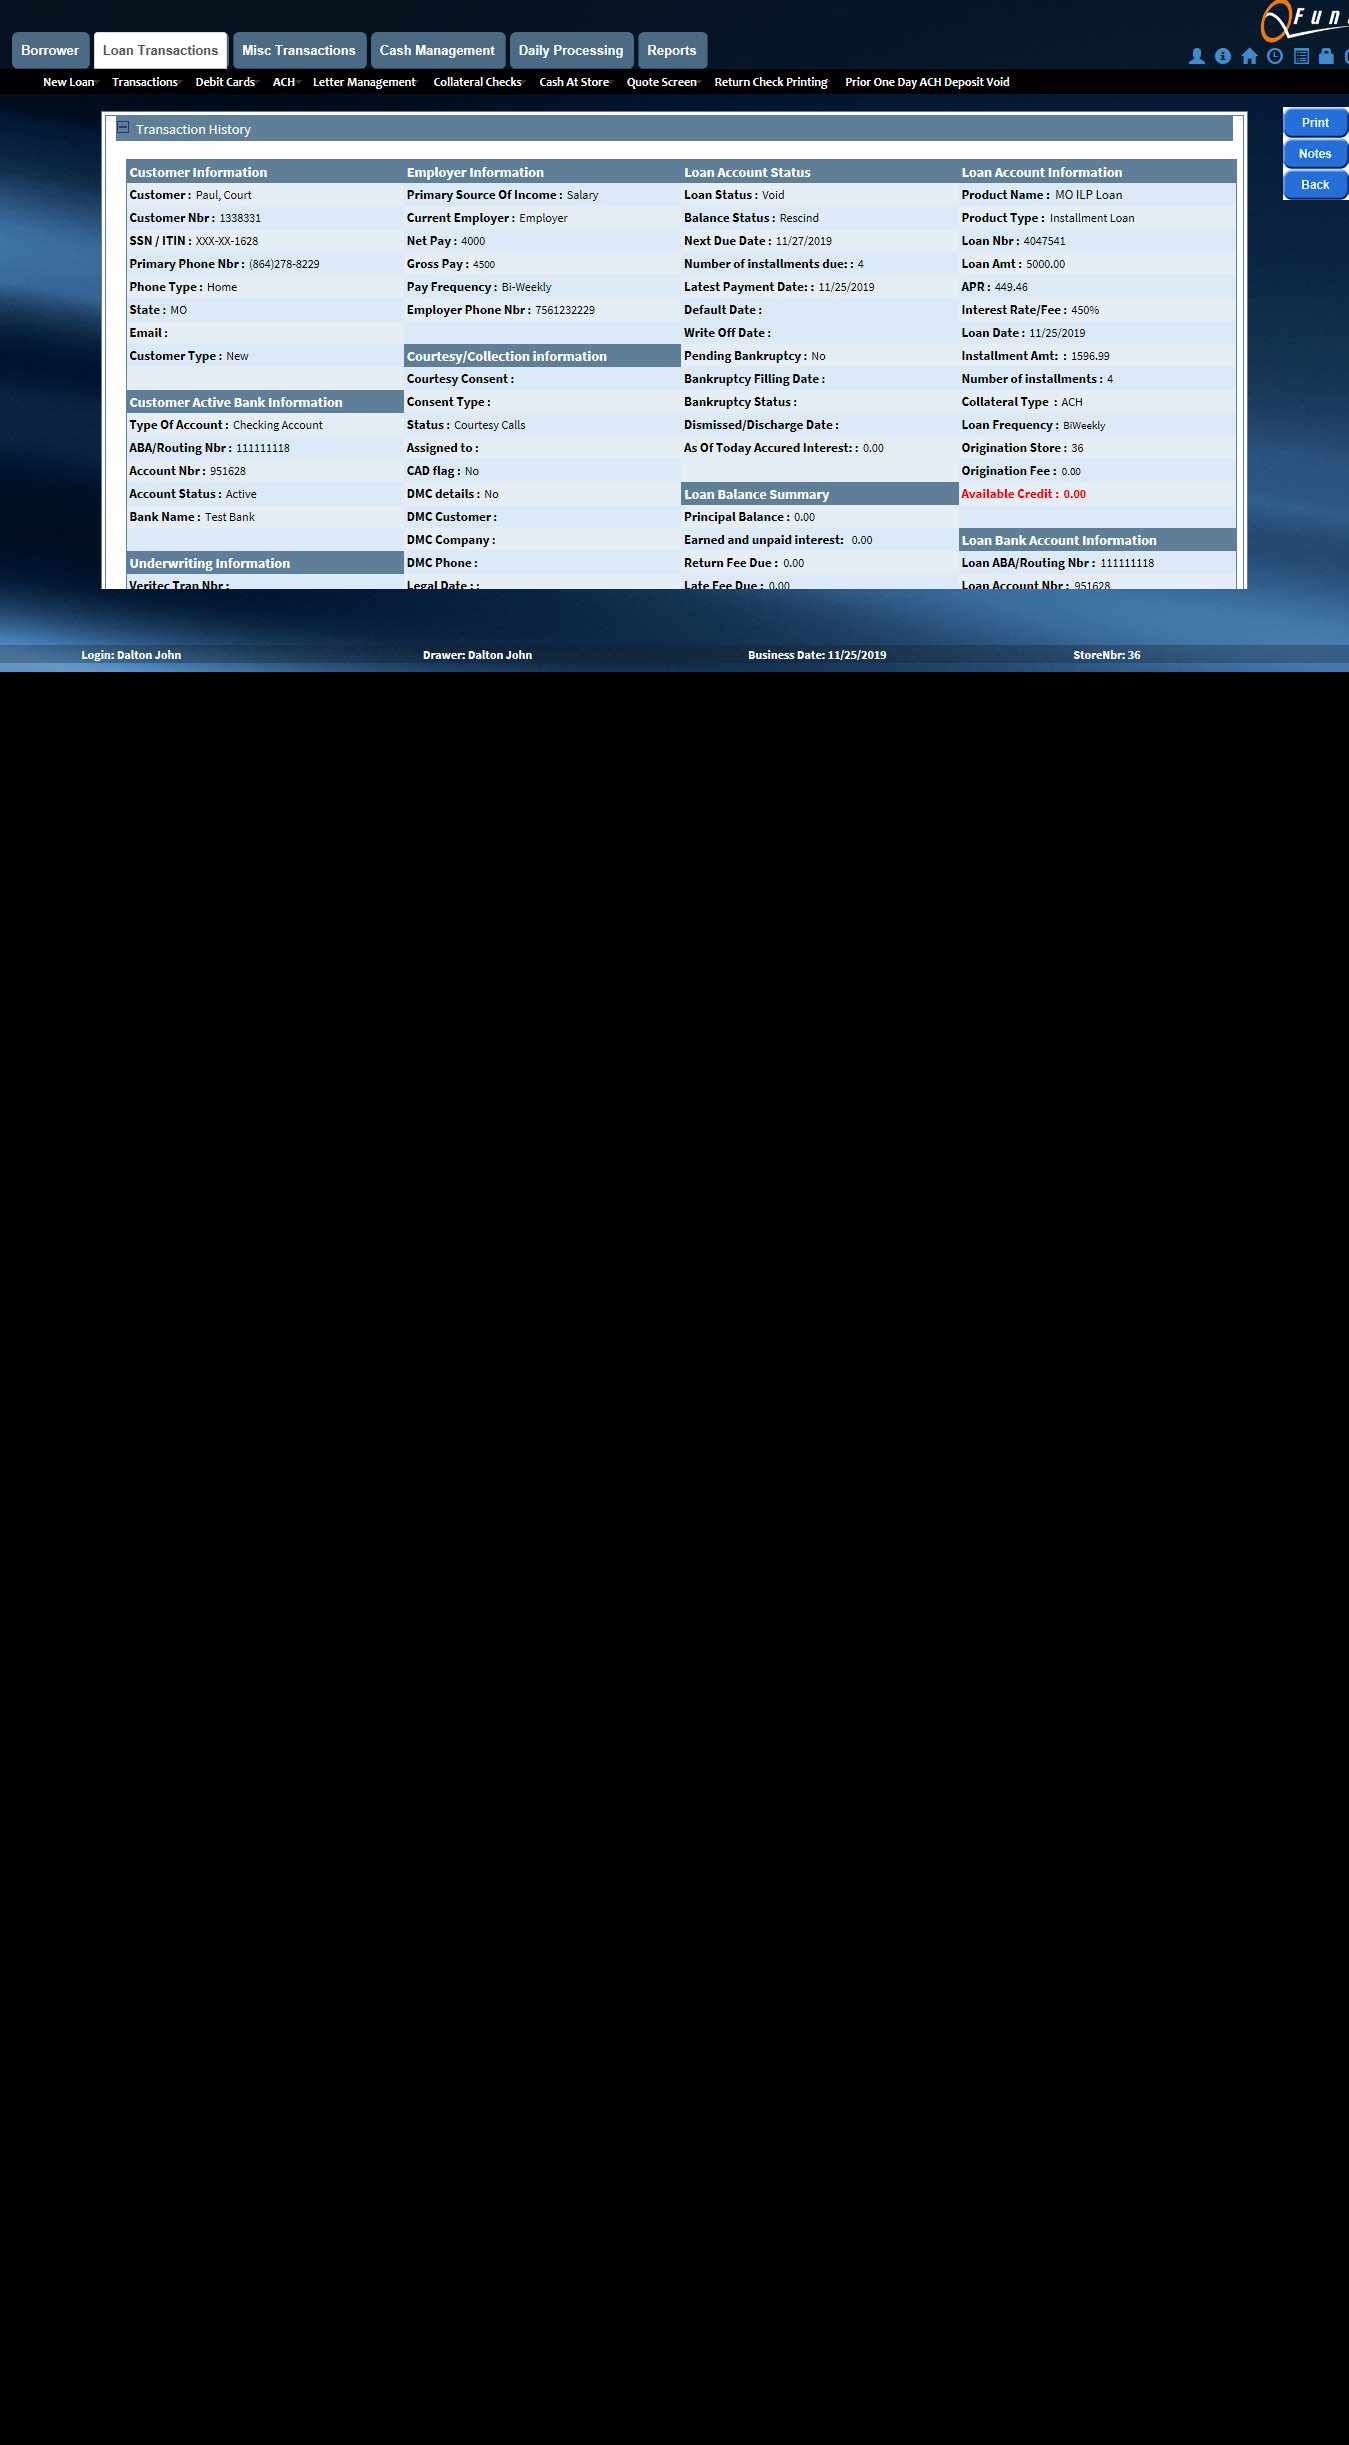 Fun
Borrower
Loan Transactions
Misc Transactions
Cash Management
Daily Processing
Reports
New Loan
Transactions
Debit Cards
ACH
Letter Management
Collateral Checks
Cash At Store
Quote Screen
Return Check Printing
Prior One Day ACH Deposit Void
Print
Notes
Back
Transaction History
Customer Information
Customer : Paul, Court
Customer Nbr : 1338331
SSN / ITIN : XXX-XX-1628
Primary Phone Nbr : (864)278-8229
Phone Type : Home
State : MO
Email :
Customer Type : New
Customer Active Bank Information
Type Of Account : Checking Account
ABA/Routing Nbr : 111111118
Account Nbr : 951628
Account Status : Active
Bank Name : Test Bank
Underwriting Information
Veritec Tran Nbr :
Employer Information
Primary Source Of Income : Salary
Current Employer : Employer
Net Pay : 4000
Gross Pay : 4500
Pay Frequency : Bi-Weekly
Employer Phone Nbr : 7561232229
Courtesy/Collection information
Courtesy Consent :
Consent Type :
Status : Courtesy Calls
Assigned to :
CAD flag : No
DMC details : No
DMC Customer :
DMC Company :
DMC Phone :
Legal Date : :
Loan Account Status
Loan Status : Void
Balance Status : Rescind
Next Due Date : 11/27/2019
Number of installments due: : 4
Latest Payment Date: : 11/25/2019
Default Date :
Write Off Date :
Pending Bankruptcy : No
Bankruptcy Filling Date :
Bankruptcy Status :
Dismissed/Discharge Date :
As Of Today Accured Interest: : 0.00
Loan Balance Summary
Principal Balance : 0.00
Earned and unpaid interest: 0.00
Return Fee Due : 0.00
Late Fee Due : 0.00
Loan Account Information
Product Name : MO ILP Loan
Product Type : Installment Loan
Loan Nbr : 4047541
Loan Amt : 5000.00
APR : 449.46
Interest Rate/Fee : 450%
Loan Date : 11/25/2019
Installment Amt: : 1596.99
Number of installments : 4
Collateral Type : ACH
Loan Frequency : BiWeekly
Origination Store : 36
Origination Fee : 0.00
Available Credit : 0.00
Loan Bank Account Information
Loan ABA/Routing Nbr : 111111118
Loan Account Nbr : 951628
Login: Dalton John
Drawer: Dalton John
Business Date: 11/25/2019
StoreNbr: 36